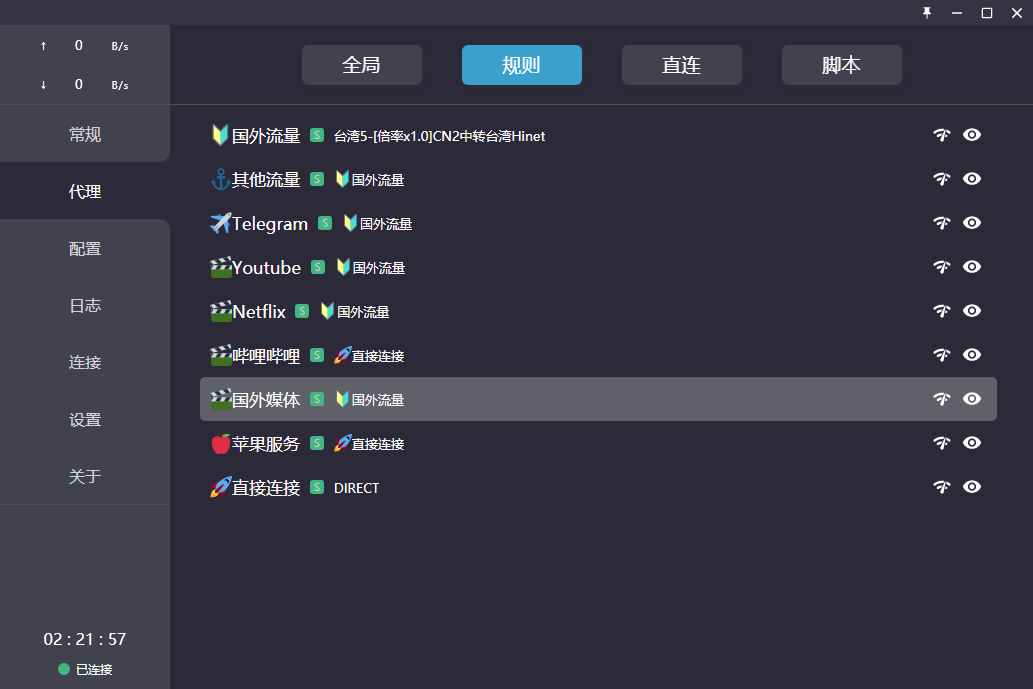 ↑ 0 B/s
↓ 0 B/s
全局 规则 直连 脚本
常规
代理
配置
日志
连接
设置
关于
国外流量 S 台湾5-[倍率x1.0]CN2中转台湾Hinet
其他流量 S 国外流量
Telegram S 国外流量
Youtube S 国外流量
Netflix S 国外流量
哔哩哔哩 S 直接连接
国外媒体 S 国外流量
苹果服务 S 直接连接
直接连接 S DIRECT
02 : 21 : 57
已连接